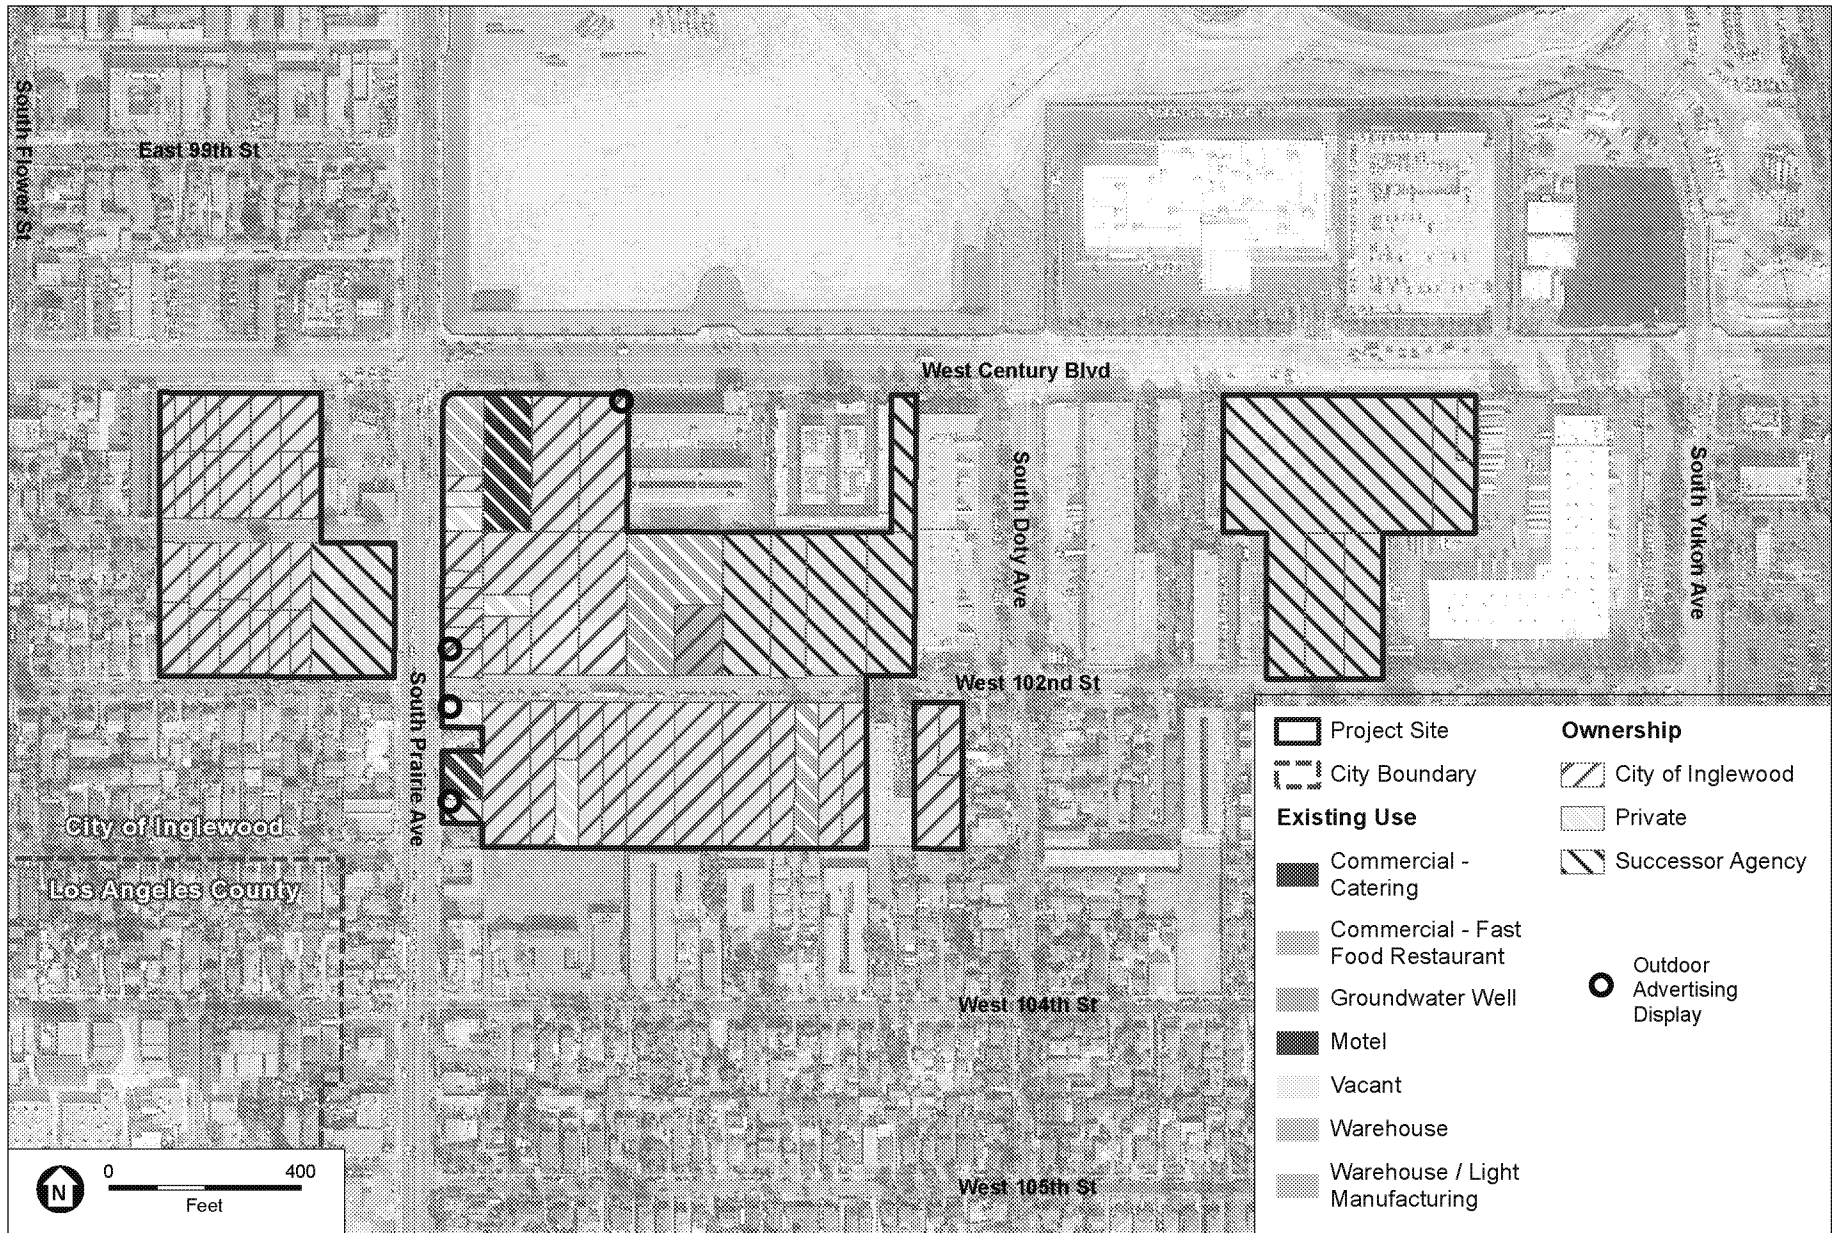 South Flower St
East 99th St
West Century Blvd
South Doty Ave
South Yukon Ave
South Prairie Ave
West 102nd St
City of Inglewood
Los Angeles County
West 104th St
West 105th St
N
0 400
Feet
Project Site
City Boundary
Existing Use
Commercial -
Catering
Commercial - Fast
Food Restaurant
Groundwater Well
Motel
Vacant
Warehouse
Warehouse / Light
Manufacturing
Ownership
City of Inglewood
Private
Successor Agency
Outdoor
Advertising
Display